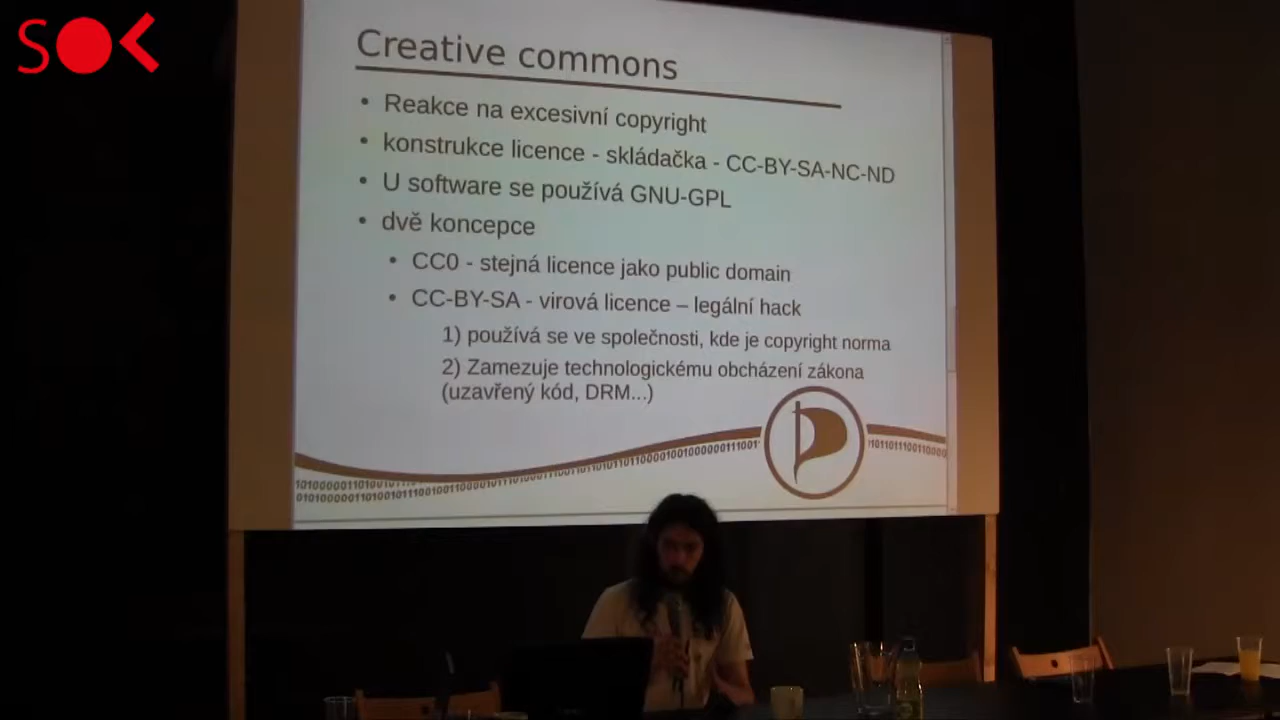 SOK
Creative commons
• Reakce na excesivní copyright
• konstrukce licence - skládačka - CC-BY-SA-NC-ND
• U software se používá GNU-GPL
• dvě koncepce
• CC0 - stejná licence jako public domain
• CC-BY-SA - virová licence – legální hack
1) používá se ve společnosti, kde je copyright norma
2) Zamezuje technologickému obcházení zákona
(uzavřený kód, DRM...)